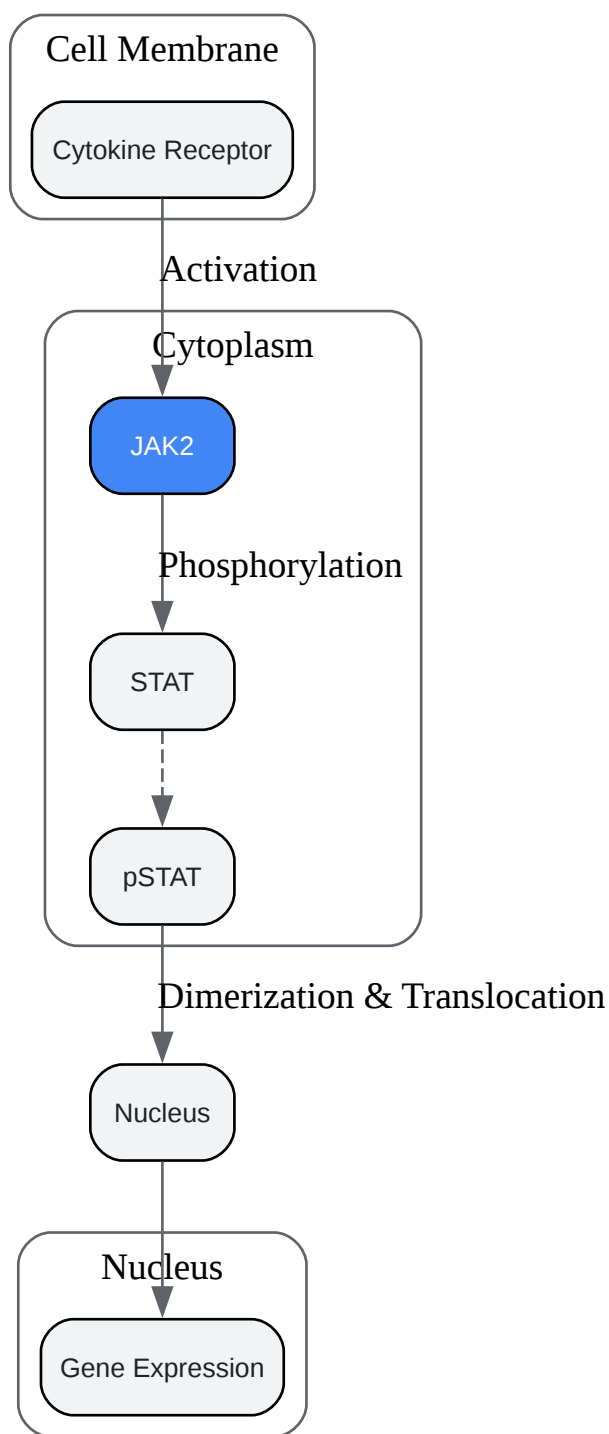 Cell Membrane
Cytokine Receptor
Activation
Cytoplasm
JAK2
Phosphorylation
STAT
pSTAT
Dimerization & Translocation
Nucleus
Nucleus
Gene Expression